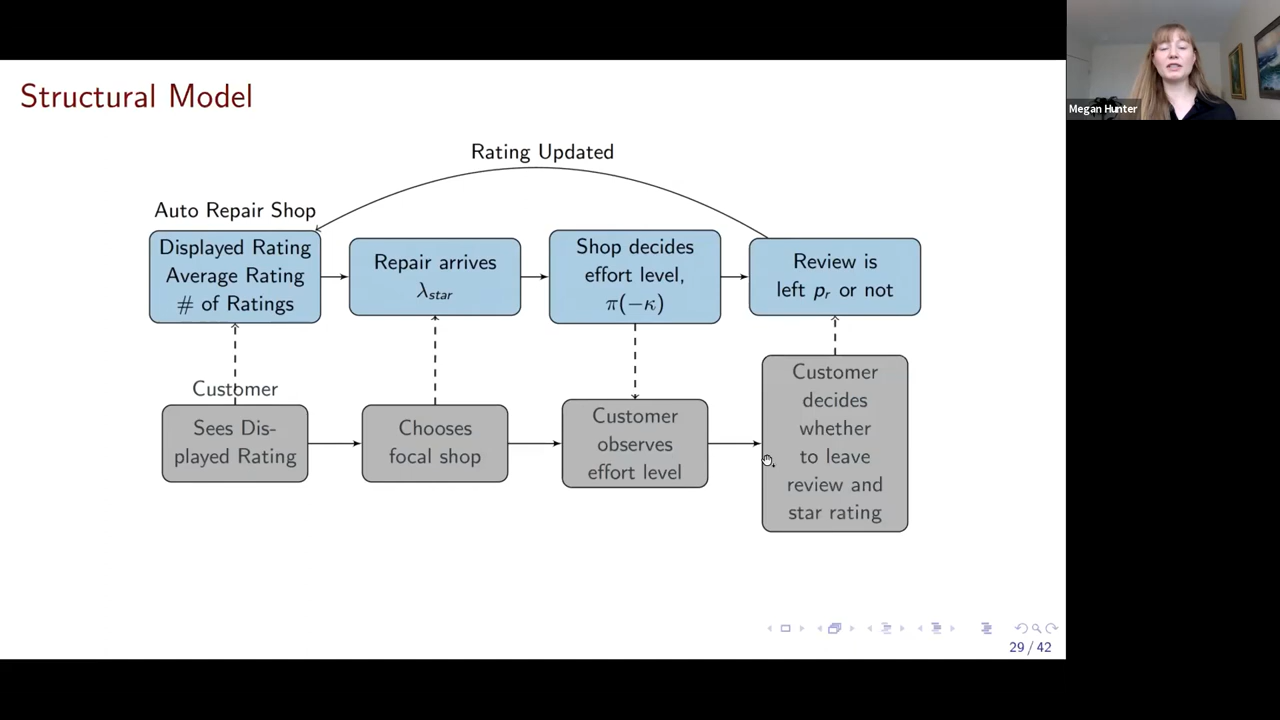 Structural Model
Megan Hunter
Rating Updated
Auto Repair Shop
Displayed Rating
Average Rating
# of Ratings
Repair arrives
λstar
Shop decides
effort level,
π(−κ)
Review is
left pr or not
Customer
Sees Dis-
played Rating
Chooses
focal shop
Customer
observes
effort level
Customer
decides
whether
to leave
review and
star rating
29 / 42